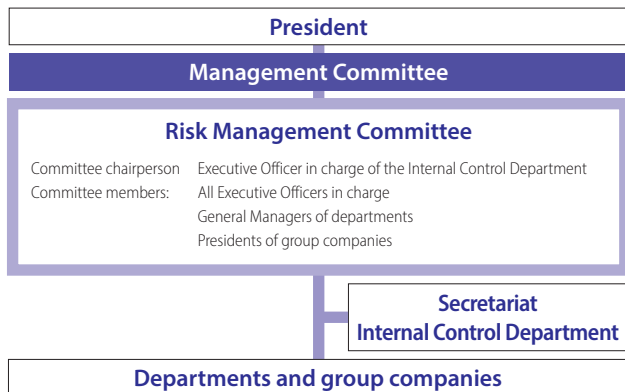 President
Management Committee
Risk Management Committee
Committee chairperson Executive Officer in charge of the Internal Control Department
Committee members: All Executive Officers in charge
General Managers of departments
Presidents of group companies
Secretariat
Internal Control Department
Departments and group companies